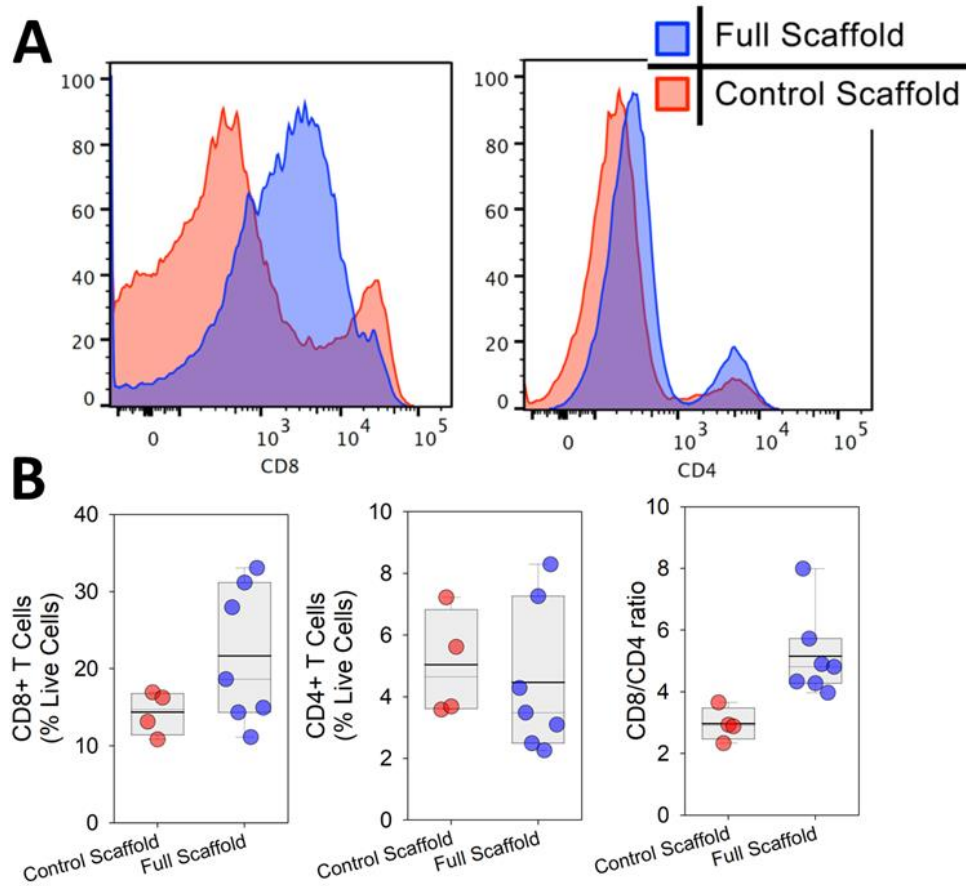 A
Full Scaffold
Control Scaffold
100
80
60
40
20
0
0 10³ 10⁴ 10⁵
CD8
100
80
60
40
20
0
0 10³ 10⁴ 10⁵
CD4
B
CD8+ T Cells
(% Live Cells)
40
30
20
10
0
Control Scaffold Full Scaffold
CD4+ T Cells
(% Live Cells)
10
8
6
4
2
0
Control Scaffold Full Scaffold
CD8/CD4 ratio
10
8
6
4
2
0
Control Scaffold Full Scaffold